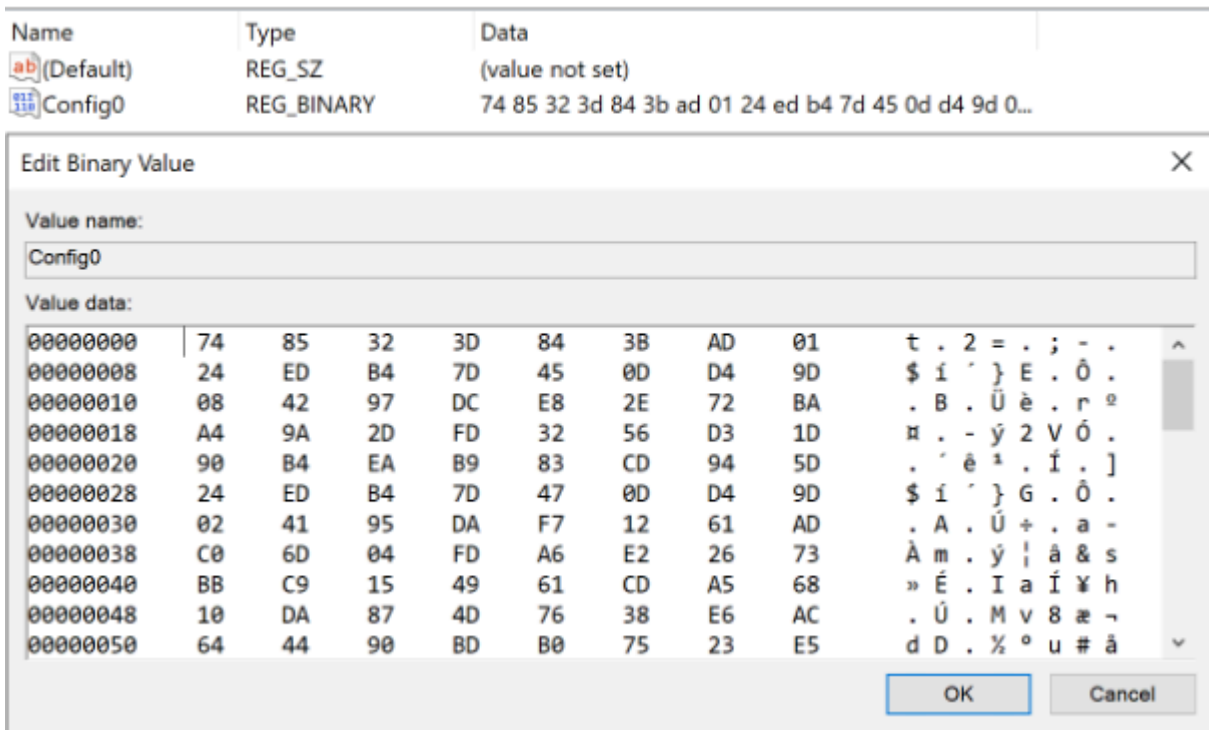 Name Type Data
(Default) REG_SZ (value not set)
Config0 REG_BINARY 74 85 32 3d 84 3b ad 01 24 ed b4 7d 45 0d d4 9d 0...
Edit Binary Value
Value name:
Config0
Value data:
00000000 74 85 32 3D 84 3B AD 01 t . 2 = . ; - .
00000008 24 ED B4 7D 45 0D D4 9D $ í ´ } E . Ô .
00000010 08 42 97 DC E8 2E 72 BA . B . Ü è . r º
00000018 A4 9A 2D FD 32 56 D3 1D ¤ . - ý 2 V Ó .
00000020 90 B4 EA B9 83 CD 94 5D . ´ ê ¹ . Í . ]
00000028 24 ED B4 7D 47 0D D4 9D $ í ´ } G . Ô .
00000030 02 41 95 DA F7 12 61 AD . A . Ú ÷ . a -
00000038 C0 6D 04 FD A6 E2 26 73 À m . ý ¦ â & s
00000040 BB C9 15 49 61 CD A5 68 » É . I a Í ¥ h
00000048 10 DA 87 4D 76 38 E6 AC . Ú . M v 8 æ ¬
00000050 64 44 90 BD B0 75 23 E5 d D . ½ ° u # å
OK Cancel